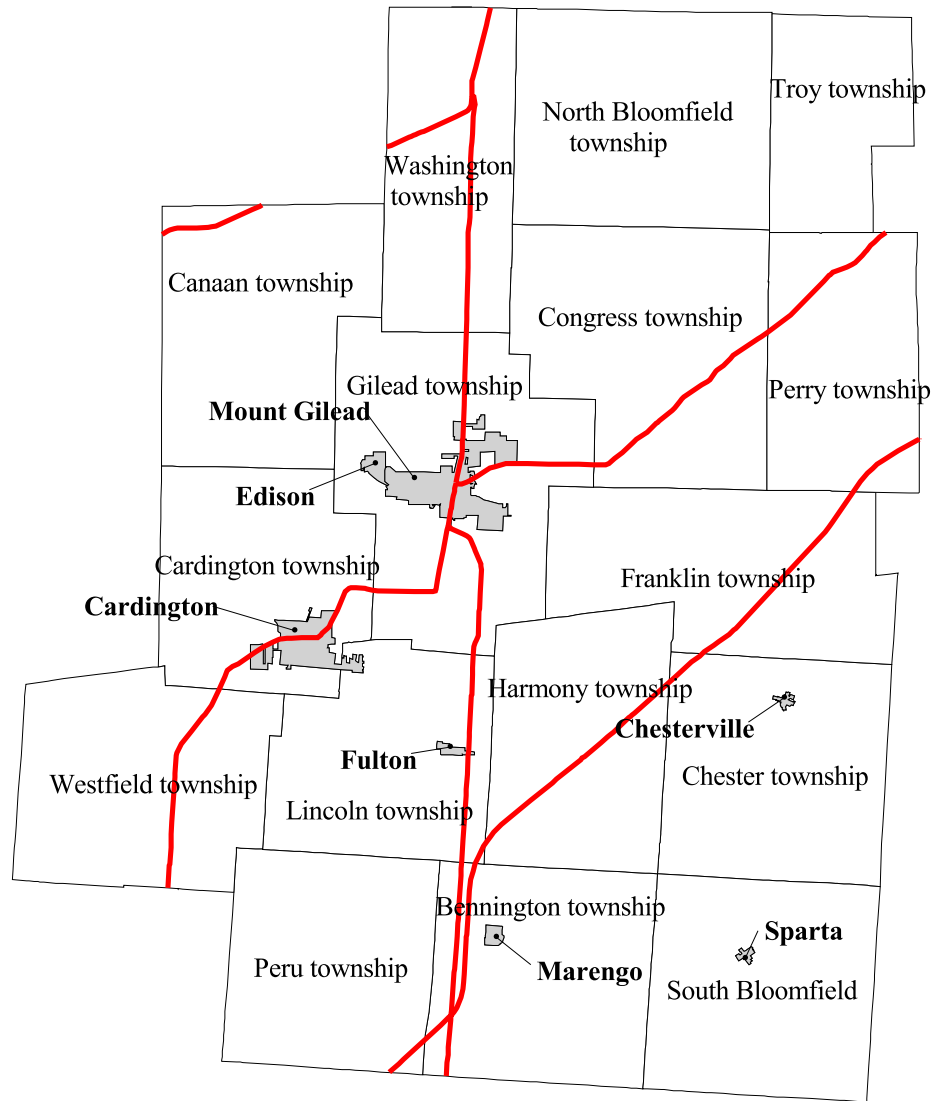 Troy township
North Bloomfield
township
Washington
township
Canaan township
Congress township
Gilead township
Perry township
Mount Gilead
Edison
Cardington township
Franklin township
Cardington
Harmony township
Chesterville
Fulton
Chester township
Westfield township
Lincoln township
Bennington township
Sparta
Peru township
Marengo
South Bloomfield